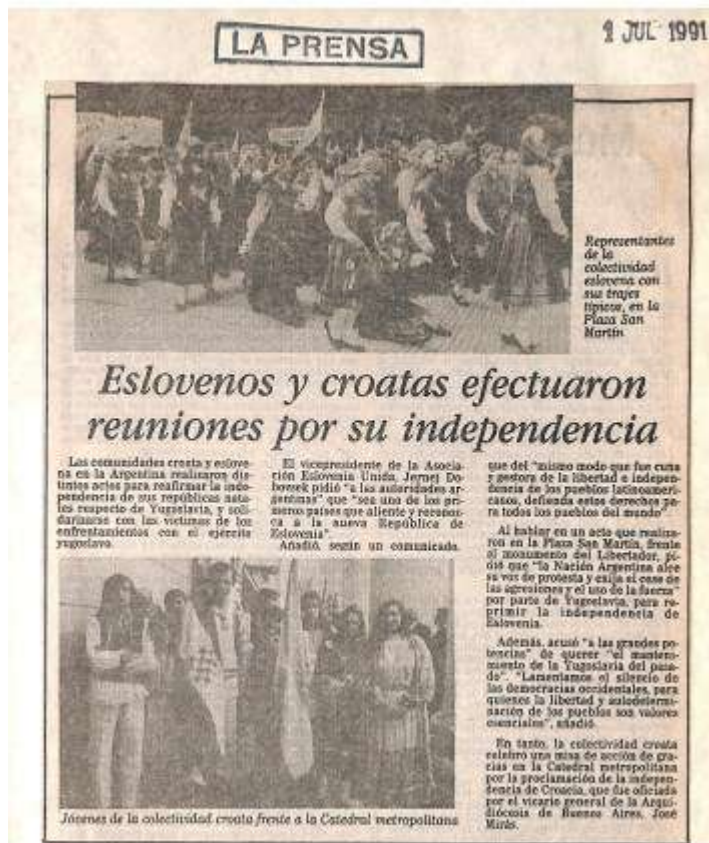 LA PRENSA
1 JUL 1991
Representantes
de la
colectividad
eslovena con
sus trajes
típicos, en la
Plaza San
Martín
Eslovenos y croatas efectuaron
reuniones por su independencia
Las comunidades croata y eslove-
na en la Argentina realizaron dis-
tintos actos para reafirmar la inde-
pendencia de sus repúblicas nata-
les respecto de Yugoslavia, y soli-
darizarse con las víctimas de los
enfrentamientos con el ejército
yugoslavo.
El vicepresidente de la Asocia-
ción Eslovenia Unida, Jernej
pidió "a las autoridades ar-
gentinas" que "sea uno de los pri-
meros países que aliente y reconoz-
ca a la nueva República de
Eslovenia".
Añadió, según un comunicado,
que del "mismo modo que fue cuna
y gestora de la libertad e indepen-
dencia de los pueblos latinoameri-
canos, defienda estos derechos pa-
ra todos los pueblos del mundo".
Al hablar en un acto que realiza-
ron en la Plaza San Martín, frente
al monumento del Libertador, pi-
dió que "la Nación Argentina alce
su voz de protesta y exija el cese de
las agresiones y el uso de la fuerza"
por parte de Yugoslavia, para re-
primir la independencia de
Eslovenia.
Además, acusó "a las grandes po-
tencias" de querer "el manteni-
miento de la Yugoslavia del pasa-
do". "Lamentamos el silencio de
las democracias occidentales, para
quienes la libertad y autodetermi-
nación de los pueblos son valores
esenciales", añadió.
En tanto, la colectividad croata
celebró una misa de acción de gra-
cias en la Catedral metropolitana
por la proclamación de la indepen-
dencia de Croacia, que fue oficiada
por el vicario general de la Arqui-
diócesis de Buenos Aires, José
Mirás.
Jóvenes de la colectividad croata frente a la Catedral metropolitana